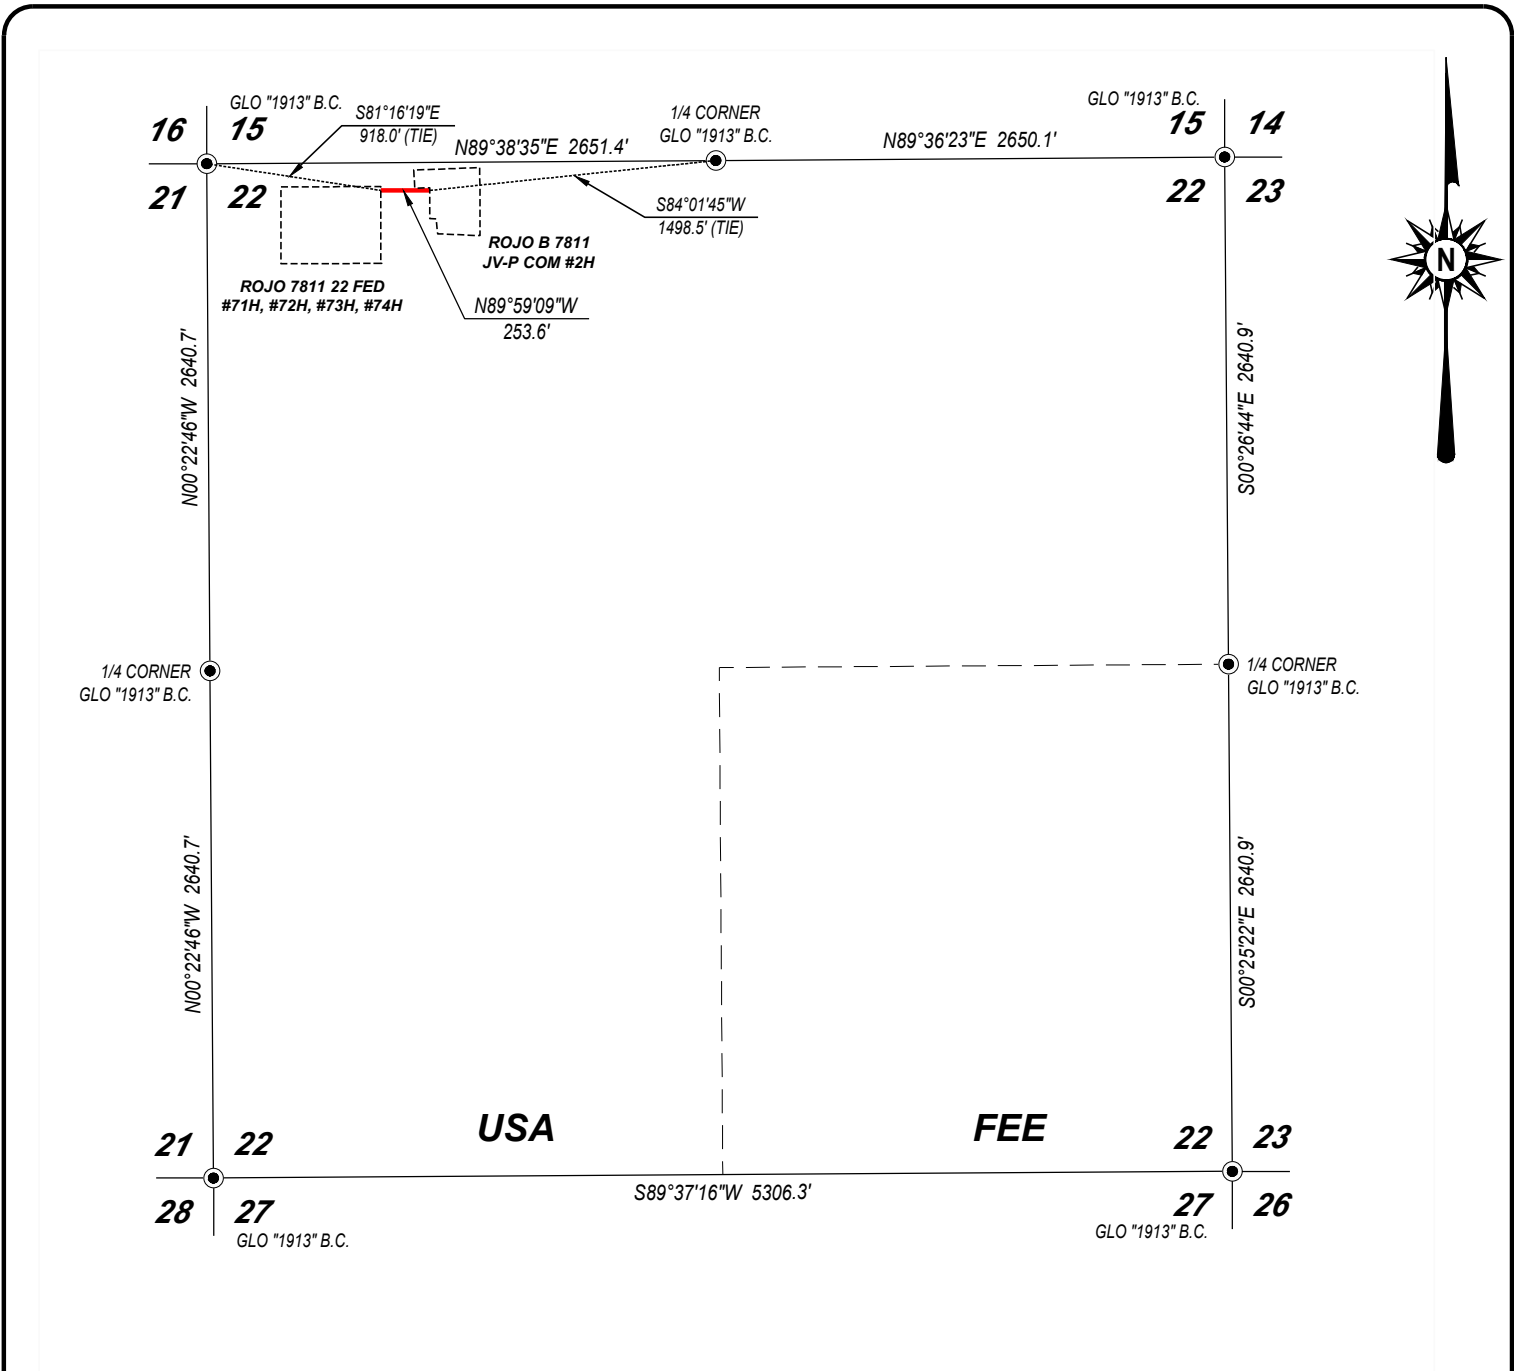 GLO "1913" B.C.
S81°16'19"E
918.0' (TIE)
1/4 CORNER
GLO "1913" B.C.
GLO "1913" B.C.
16 15
N89°38'35"E 2651.4'
N89°36'23"E 2650.1'
15 14
21 22
22 23
S84°01'45"W
1498.5' (TIE)
ROJO B 7811
JV-P COM #2H
N
ROJO 7811 22 FED
#71H, #72H, #73H, #74H
N89°59'09"W
253.6'
N00°22'46"W 2640.7'
S00°26'44"E 2640.9'
1/4 CORNER
GLO "1913" B.C.
1/4 CORNER
GLO "1913" B.C.
N00°22'46"W 2640.7'
S00°25'22"E 2640.9'
USA
FEE
21 22
22 23
S89°37'16"W 5306.3'
28 27
27 26
GLO "1913" B.C.
GLO "1913" B.C.